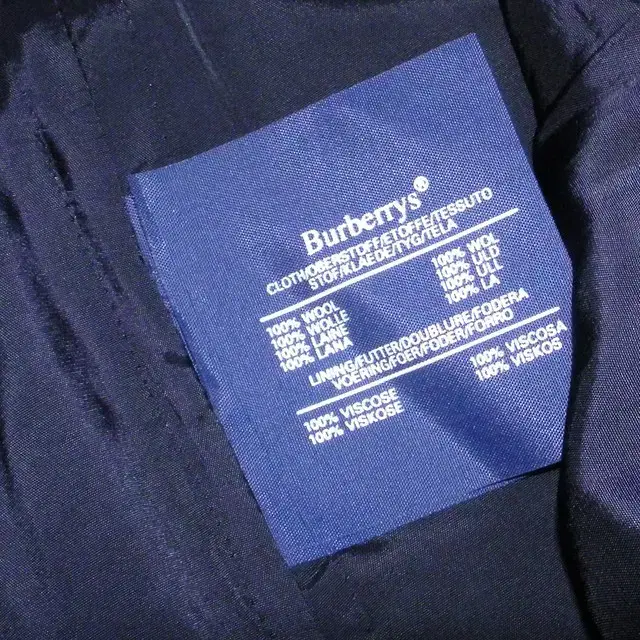 Burberrys®
CLOTH/OBERSTOFF/ETOFFE/TESSUTO
STOF/KLAEDE/TYG/TELA
100% WOOL 100% WOL
100% WOLLE 100% ULD
100% LANE 100% ULL
100% LANA 100% LA
LINING/FUTTER/DOUBLURE/FODERA
VOERING/FOER/FODER/FORRO
100% VISCOSE 100% VISCOSA
100% VISKOSE 100% VISKOS